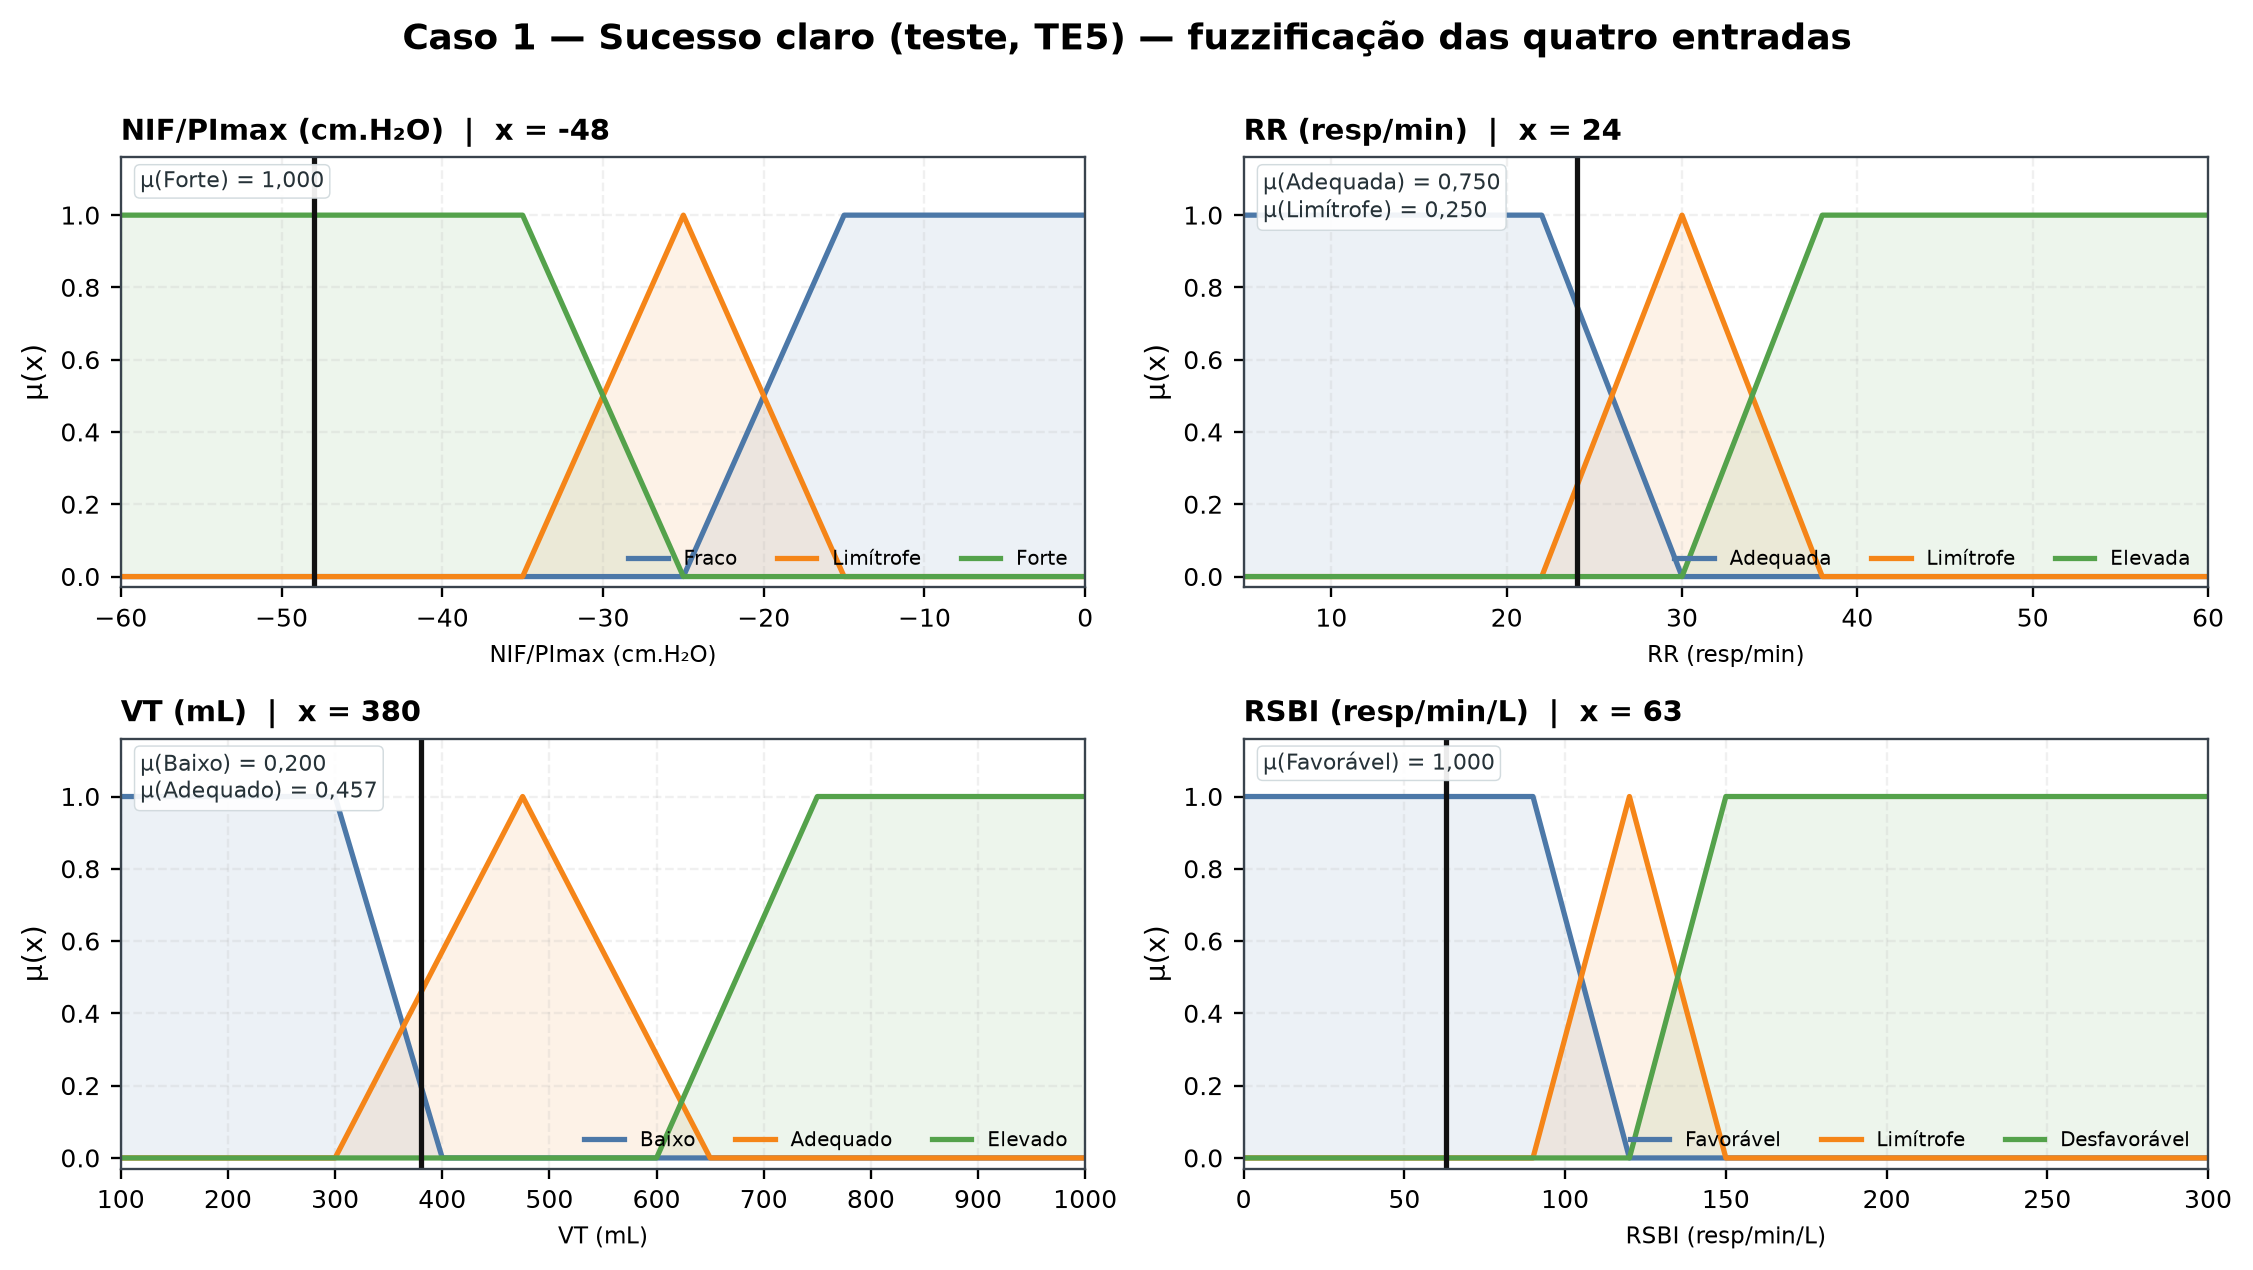 Caso 1 — Sucesso claro (teste, TE5) — fuzzificação das quatro entradas
NIF/PImax (cm.H₂O) | x = -48
μ(Forte) = 1,000
μ(x)
1.0
0.8
0.6
0.4
0.2
0.0
Fraco Limítrofe Forte
−60 −50 −40 −30 −20 −10 0
NIF/PImax (cm.H₂O)
RR (resp/min) | x = 24
μ(Adequada) = 0,750
μ(Limítrofe) = 0,250
μ(x)
1.0
0.8
0.6
0.4
0.2
0.0
Adequada Limítrofe Elevada
10 20 30 40 50 60
RR (resp/min)
VT (mL) | x = 380
μ(Baixo) = 0,200
μ(Adequado) = 0,457
μ(x)
1.0
0.8
0.6
0.4
0.2
0.0
Baixo Adequado Elevado
100 200 300 400 500 600 700 800 900 1000
VT (mL)
RSBI (resp/min/L) | x = 63
μ(Favorável) = 1,000
μ(x)
1.0
0.8
0.6
0.4
0.2
0.0
Favorável Limítrofe Desfavorável
0 50 100 150 200 250 300
RSBI (resp/min/L)